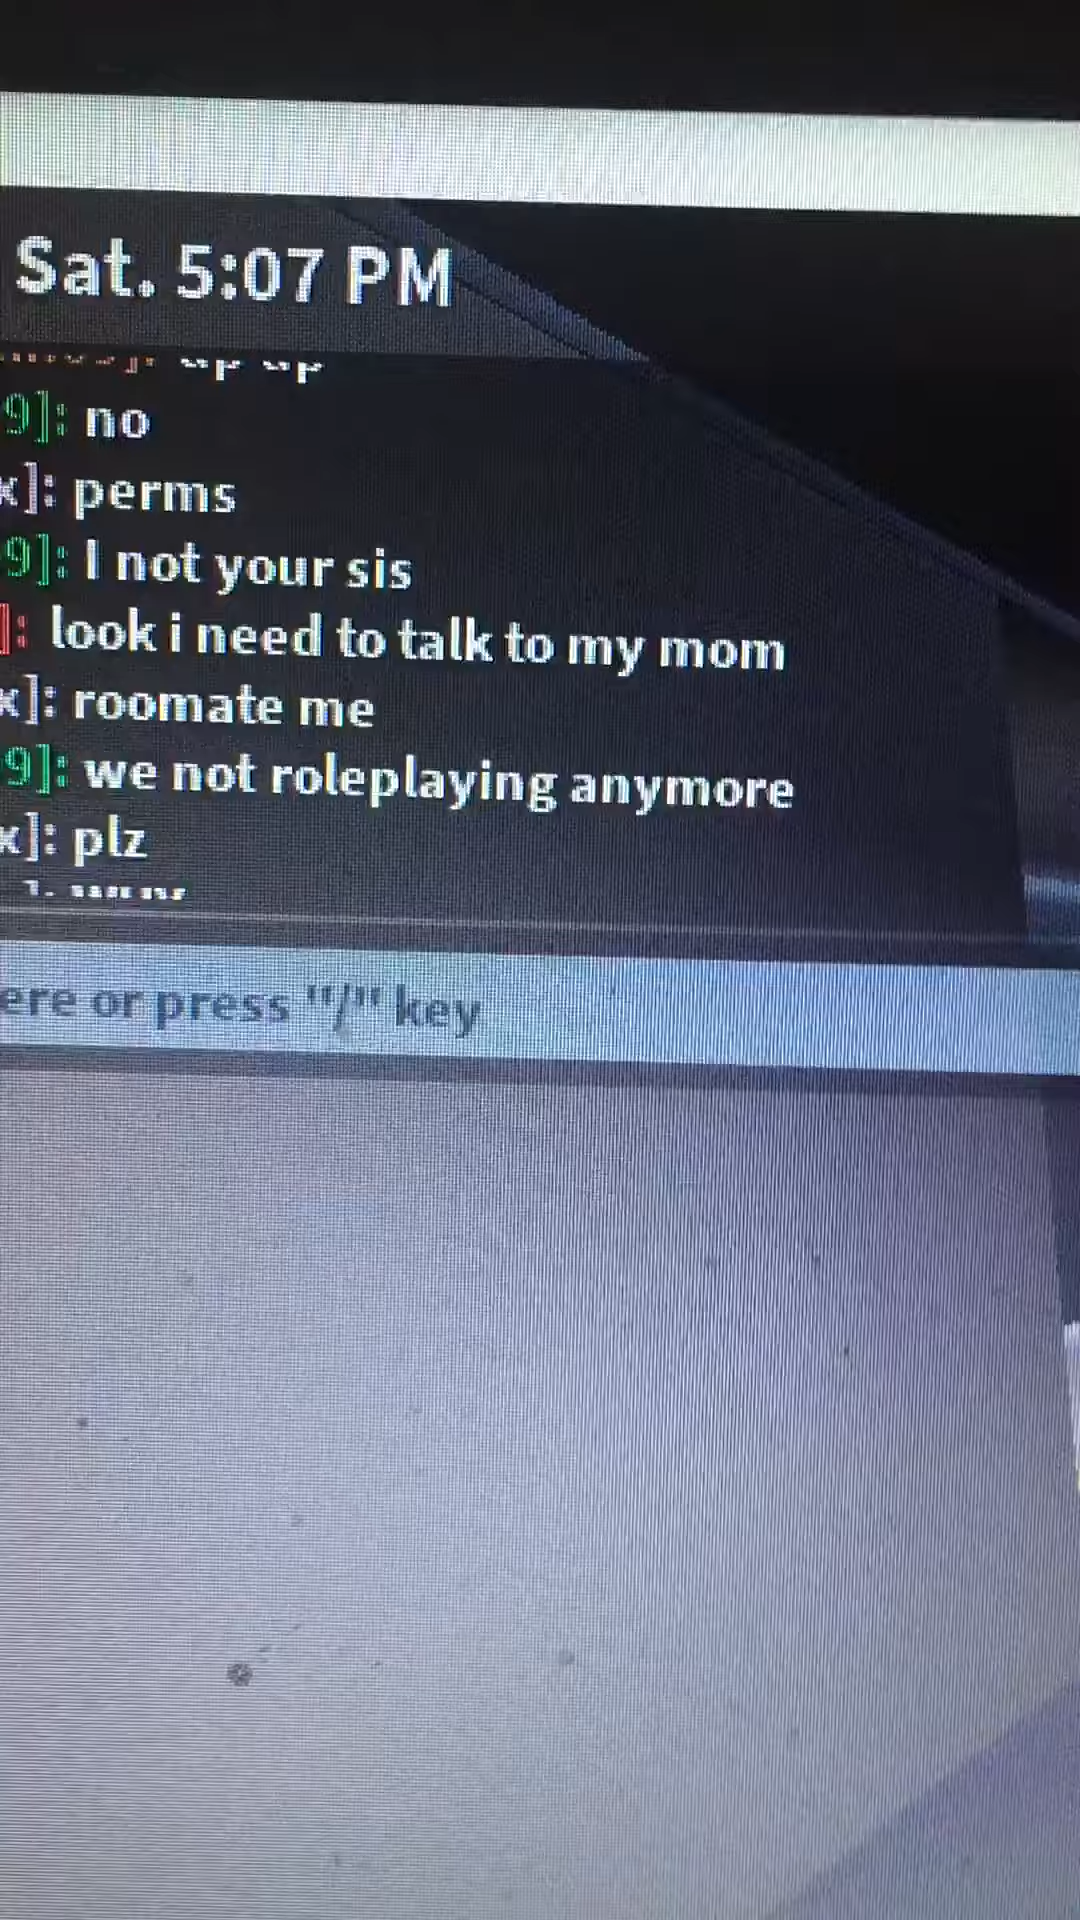 Sat. 5:07 PM
9]: no
x]: perms
9]: I not your sis
]: look i need to talk to my mom
x]: roomate me
9]: we not roleplaying anymore
x]: plz
ere or press "/" key